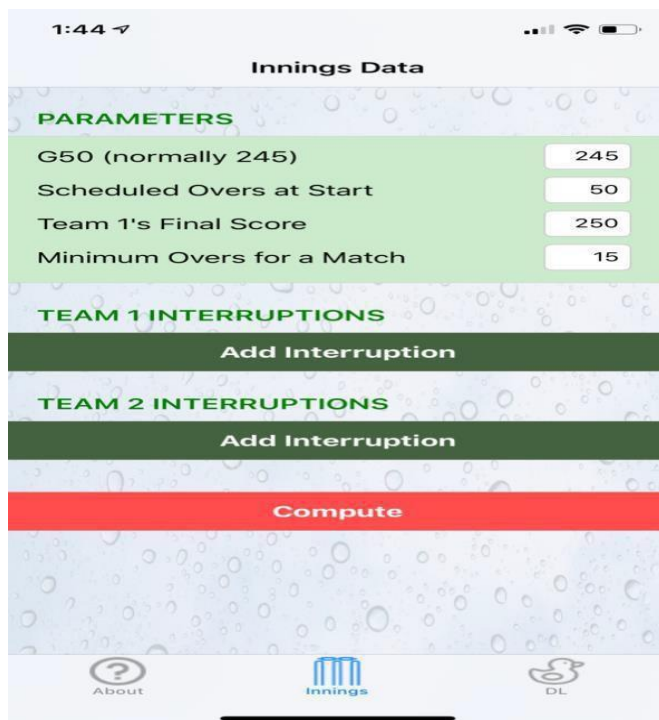 1:44
Innings Data
PARAMETERS
G50 (normally 245) 245
Scheduled Overs at Start 50
Team 1's Final Score 250
Minimum Overs for a Match 15
TEAM 1 INTERRUPTIONS
Add Interruption
TEAM 2 INTERRUPTIONS
Add Interruption
Compute
About Innings DL